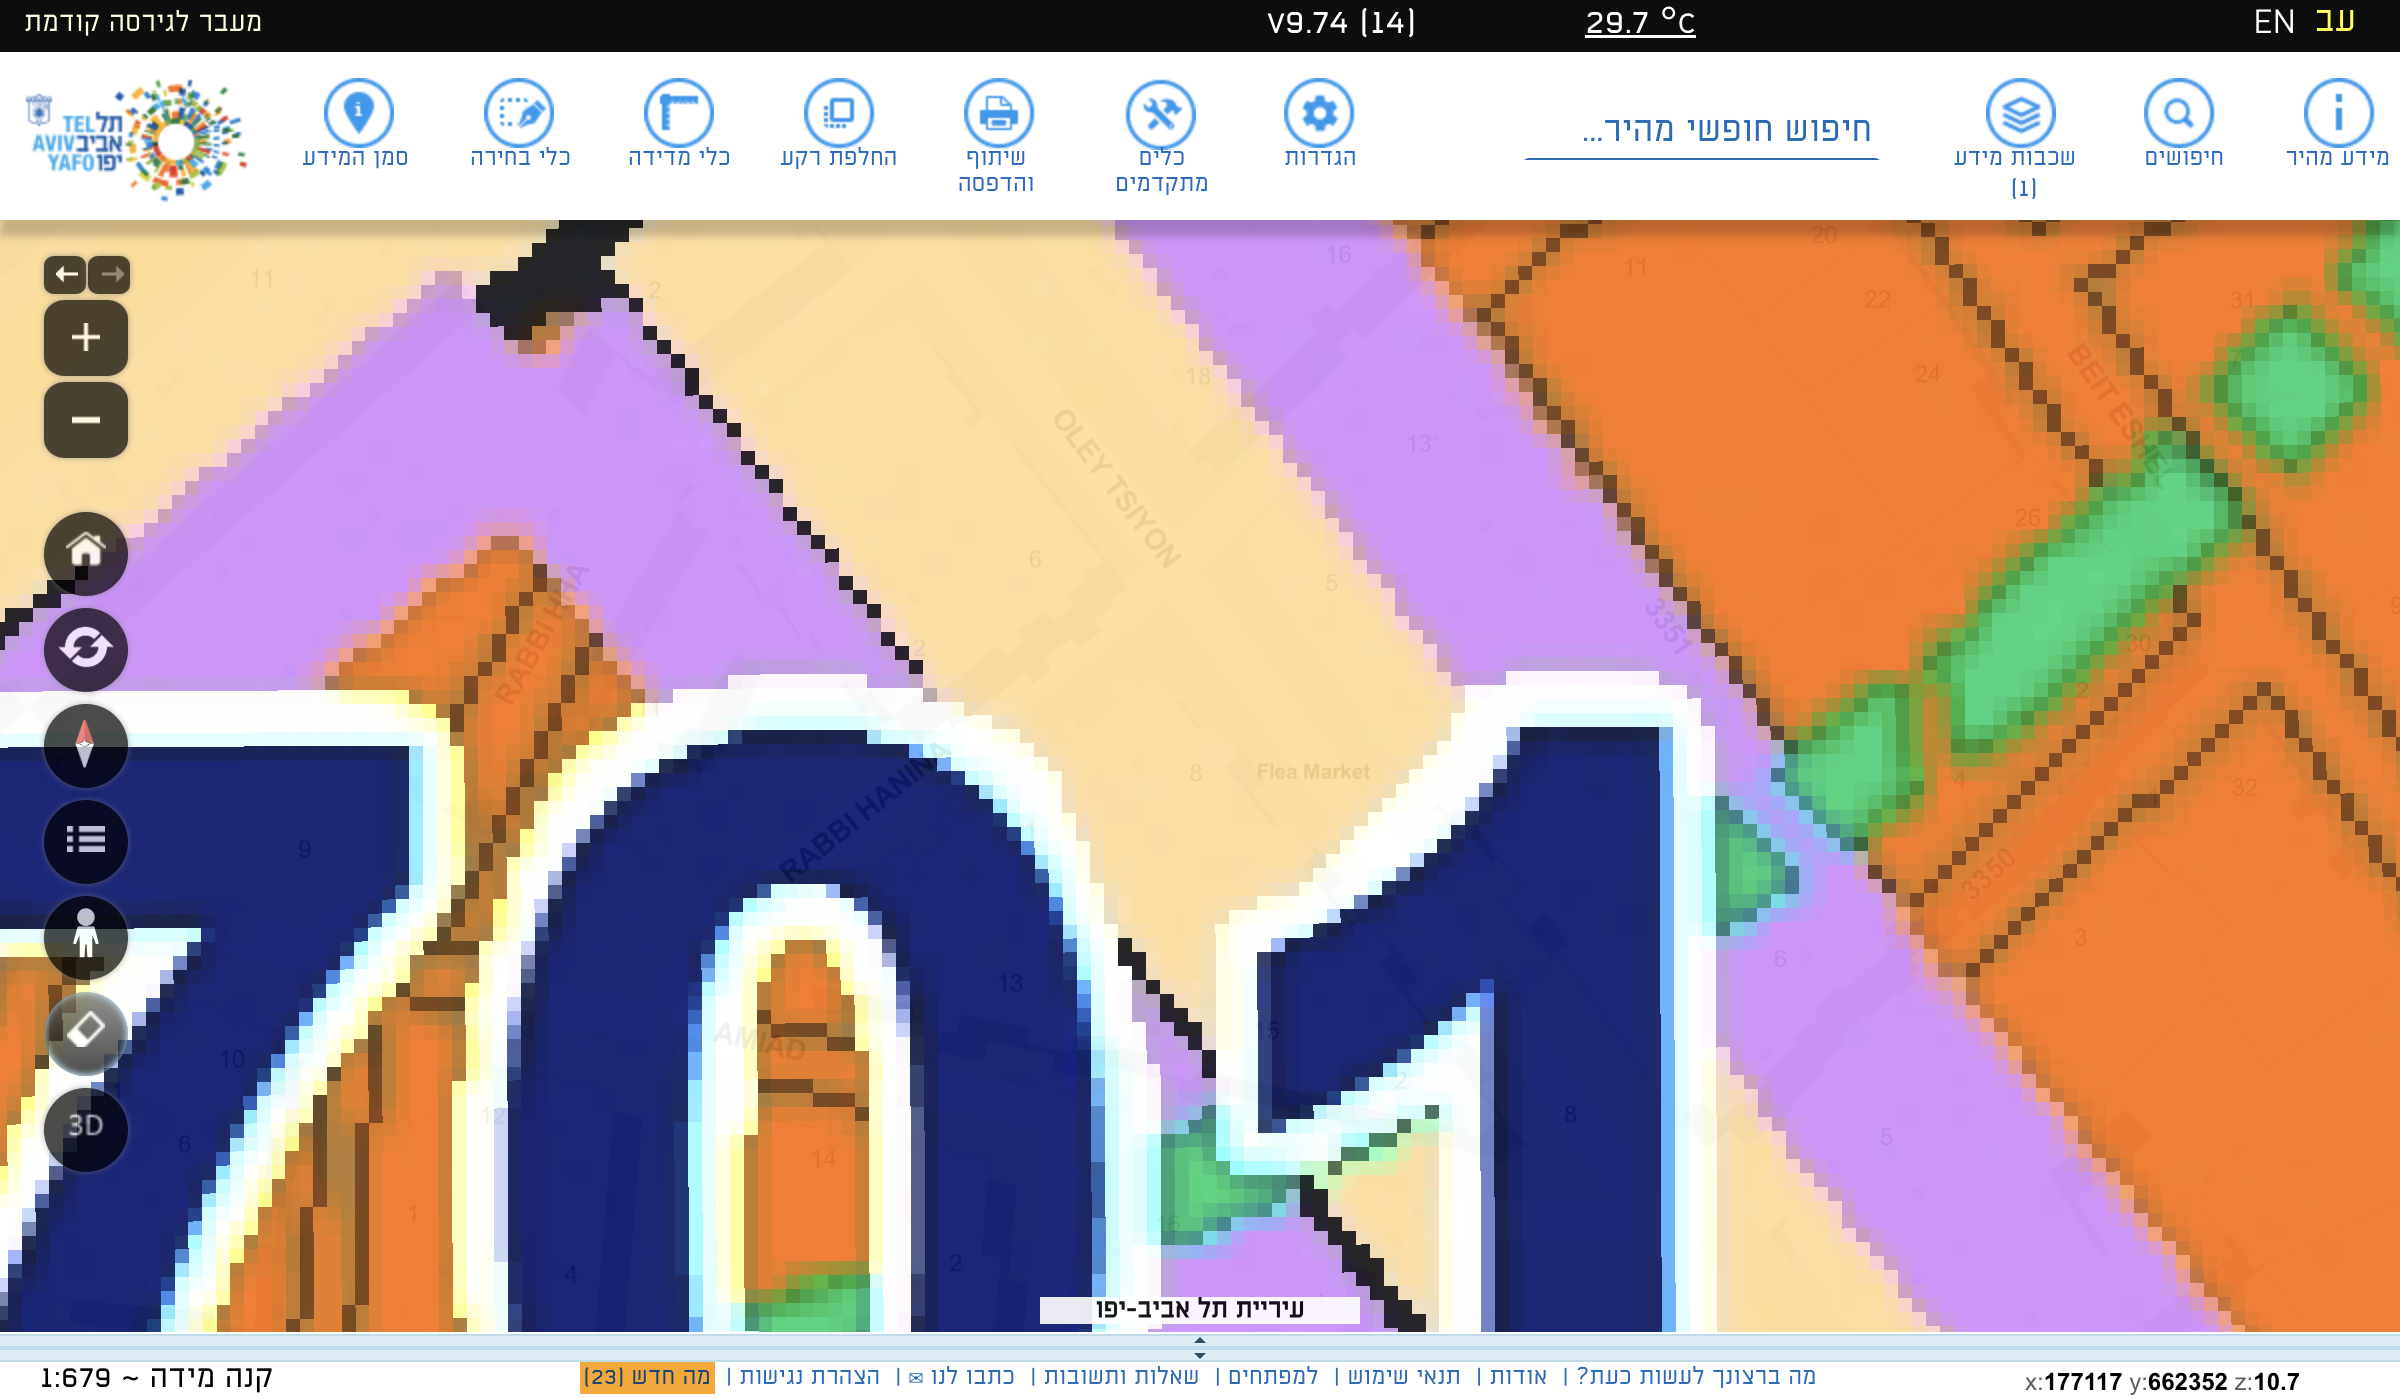 מעבר לגירסה קודמת
V9.74 (14)
29.7 °C
EN עב
תל אביב יפו
TEL AVIV YAFO
סמן המידע
כלי בחירה
כלי מדידה
החלפת רקע
שיתוף והדפסה
כלים מתקדמים
הגדרות
חיפוש חופשי מהיר...
שכבות מידע (1)
חיפושים
מידע מהיר
11
2
16
20
11
22
31
18
24
7
13
OLEY TSIYON
BEIT ESHEL
26
6
5
RABBI HHA
3351
30
2
2
11
RABBI HANINA
8
Flea Market
4
32
9
3350
3
6
13
AMIAD
15
10
2
12
8
6
14
5
1
16
4
2
701
3D
עיריית תל אביב-יפו
קנה מידה ~ 1:679
מה ברצונך לעשות כעת? | אודות | תנאי שימוש | למפתחים | שאלות ותשובות | כתבו לנו ✉ | הצהרת נגישות | מה חדש (23)
x:177117 y:662352 z:10.7